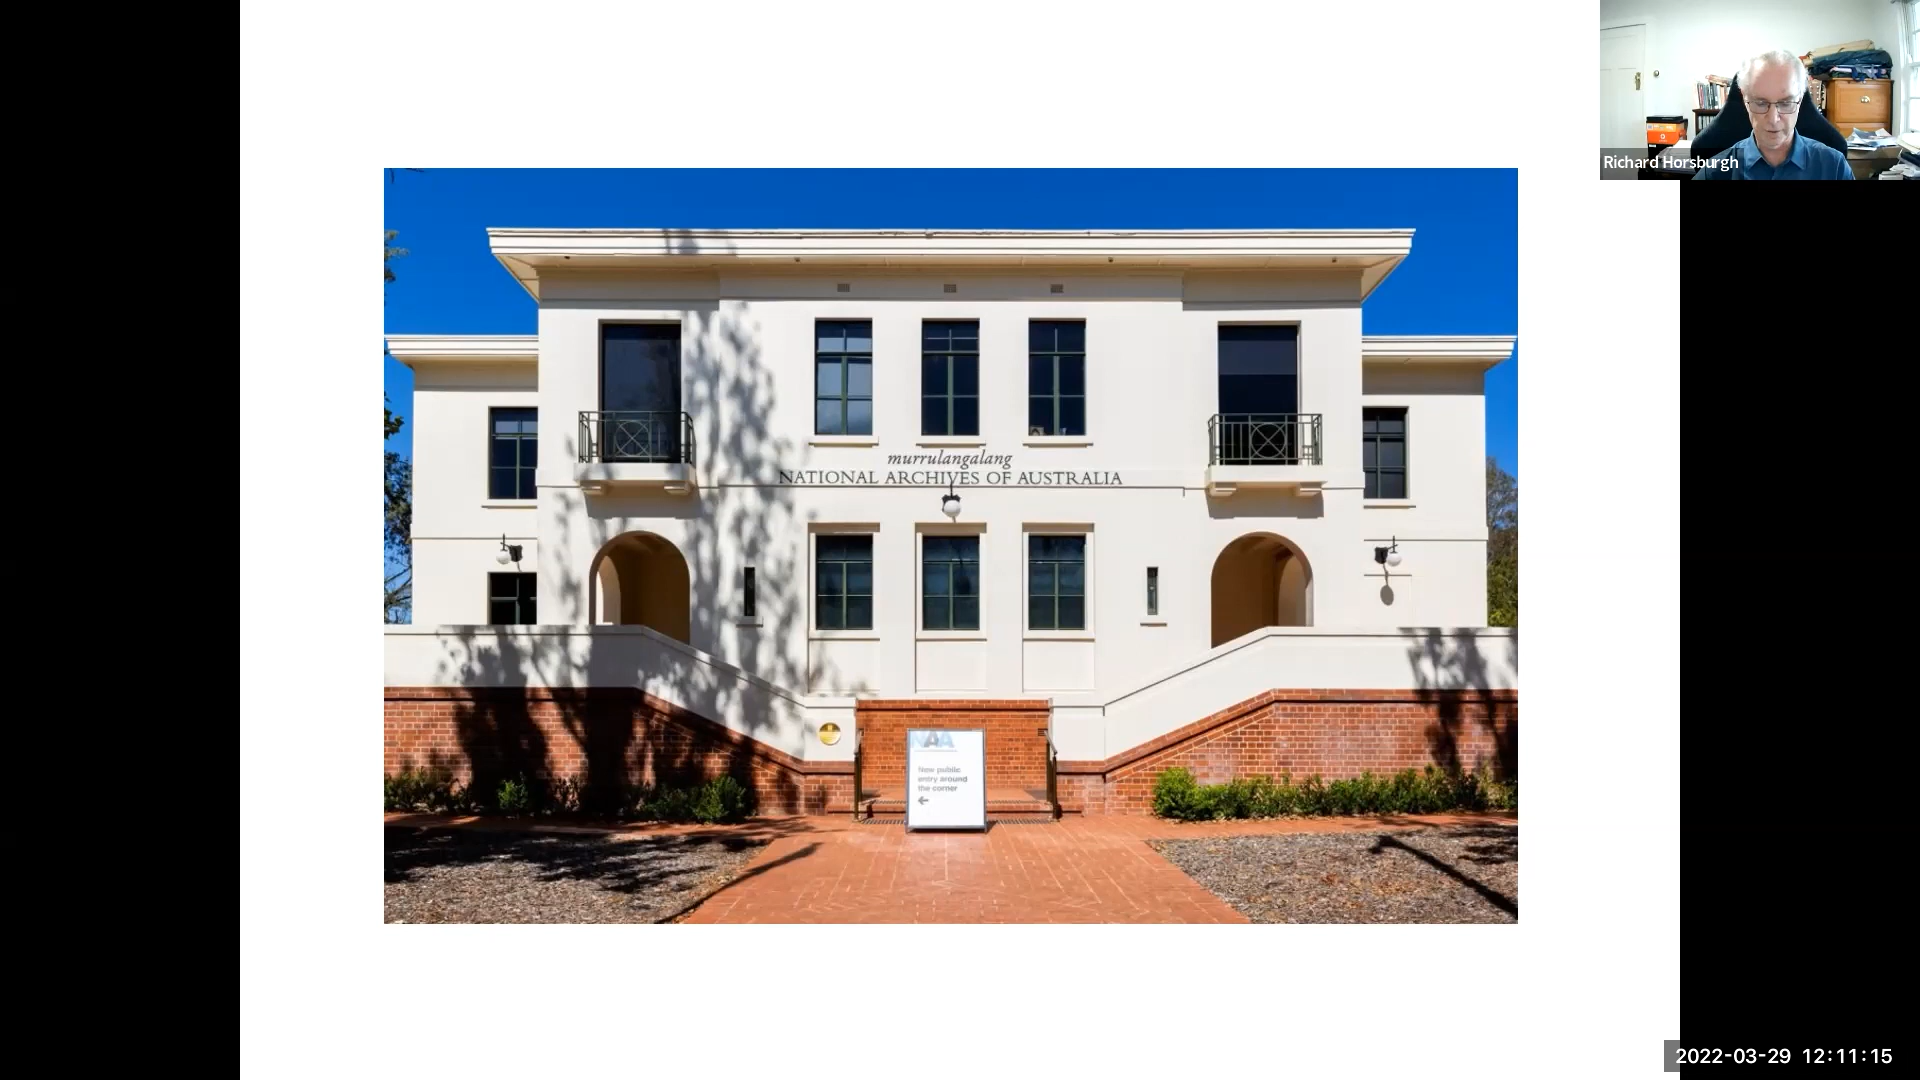 Richard Horsburgh
murrulangalang
NATIONAL ARCHIVES OF AUSTRALIA
NAA
New public
entry around
the corner
2022-03-29 12:11:15